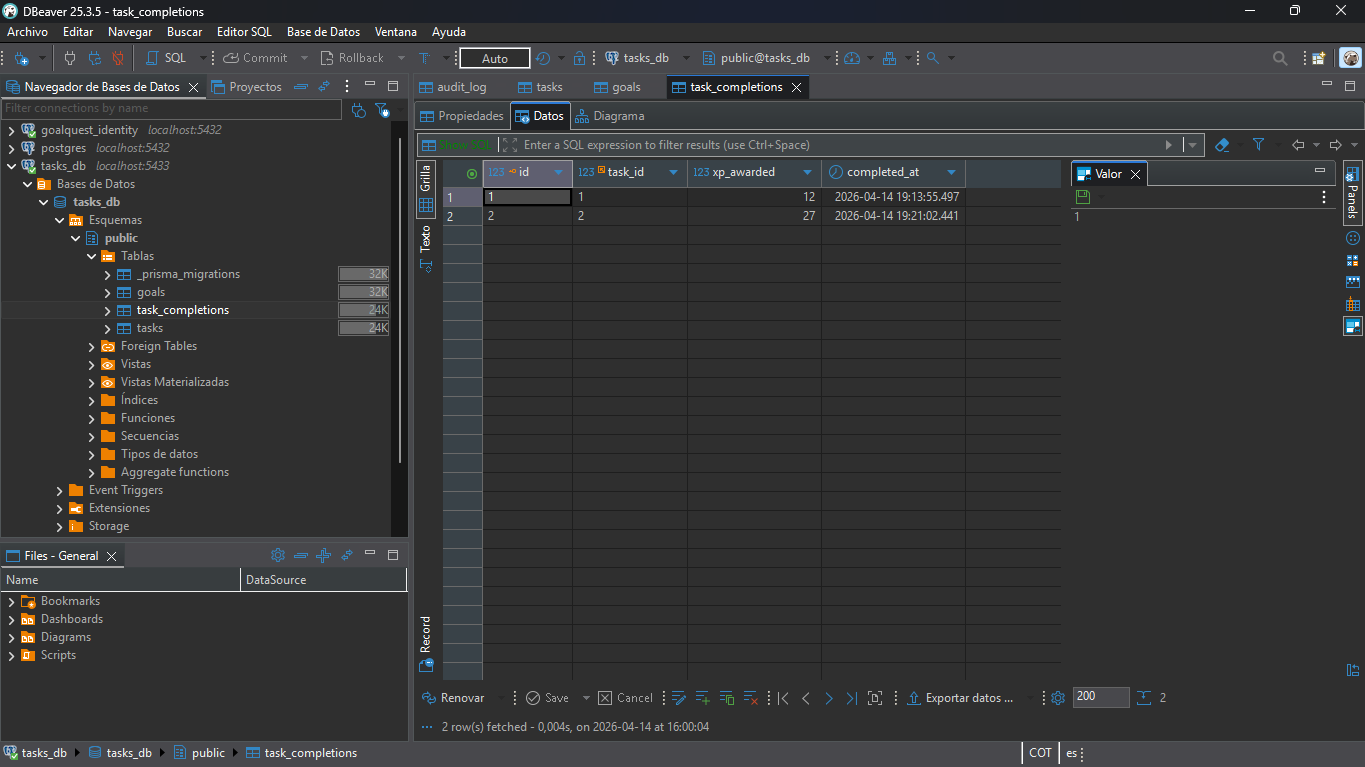 DBeaver 25.3.5 - task_completions
Archivo Editar Navegar Buscar Editor SQL Base de Datos Ventana Ayuda
SQL Commit Rollback T Auto tasks_db public@tasks_db
Navegador de Bases de Datos Proyectos
Filter connections by name
goalquest_identity localhost:5432
postgres localhost:5432
tasks_db localhost:5433
Bases de Datos
tasks_db
Esquemas
public
Tablas
_prisma_migrations 32K
goals 32K
task_completions 24K
tasks 24K
Foreign Tables
Vistas
Vistas Materializadas
Índices
Funciones
Secuencias
Tipos de datos
Aggregate functions
Event Triggers
Extensiones
Storage
Files - General
Name DataSource
Bookmarks
Dashboards
Diagrams
Scripts
audit_log tasks goals task_completions
Propiedades Datos Diagrama
Show SQL Enter a SQL expression to filter results (use Ctrl+Space)
Grilla
Texto
Record
123 id 123 task_id 123 xp_awarded completed_at
1 1 1 12 2026-04-14 19:13:55.497
2 2 2 27 2026-04-14 19:21:02.441
Valor
1
Panels
Renovar Save Cancel Exportar datos ... 200 2
2 row(s) fetched - 0,004s, on 2026-04-14 at 16:00:04
tasks_db tasks_db public task_completions
COT es